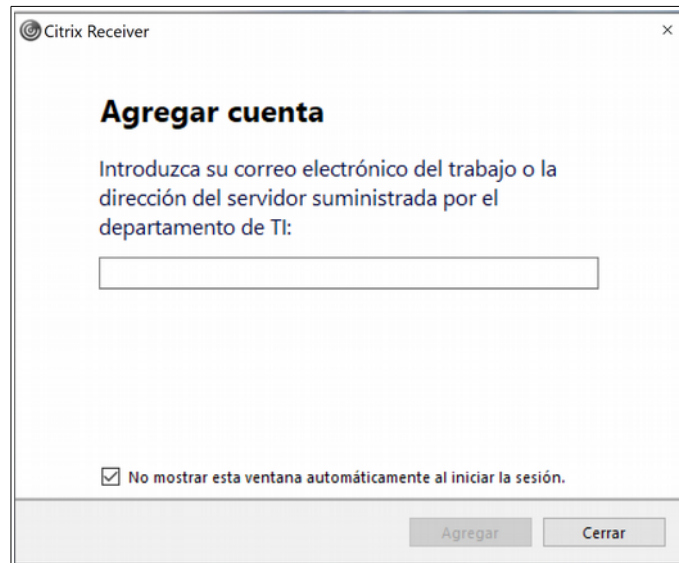 Citrix Receiver
Agregar cuenta
Introduzca su correo electrónico del trabajo o la
dirección del servidor suministrada por el
departamento de TI:
No mostrar esta ventana automáticamente al iniciar la sesión.
Agregar
Cerrar